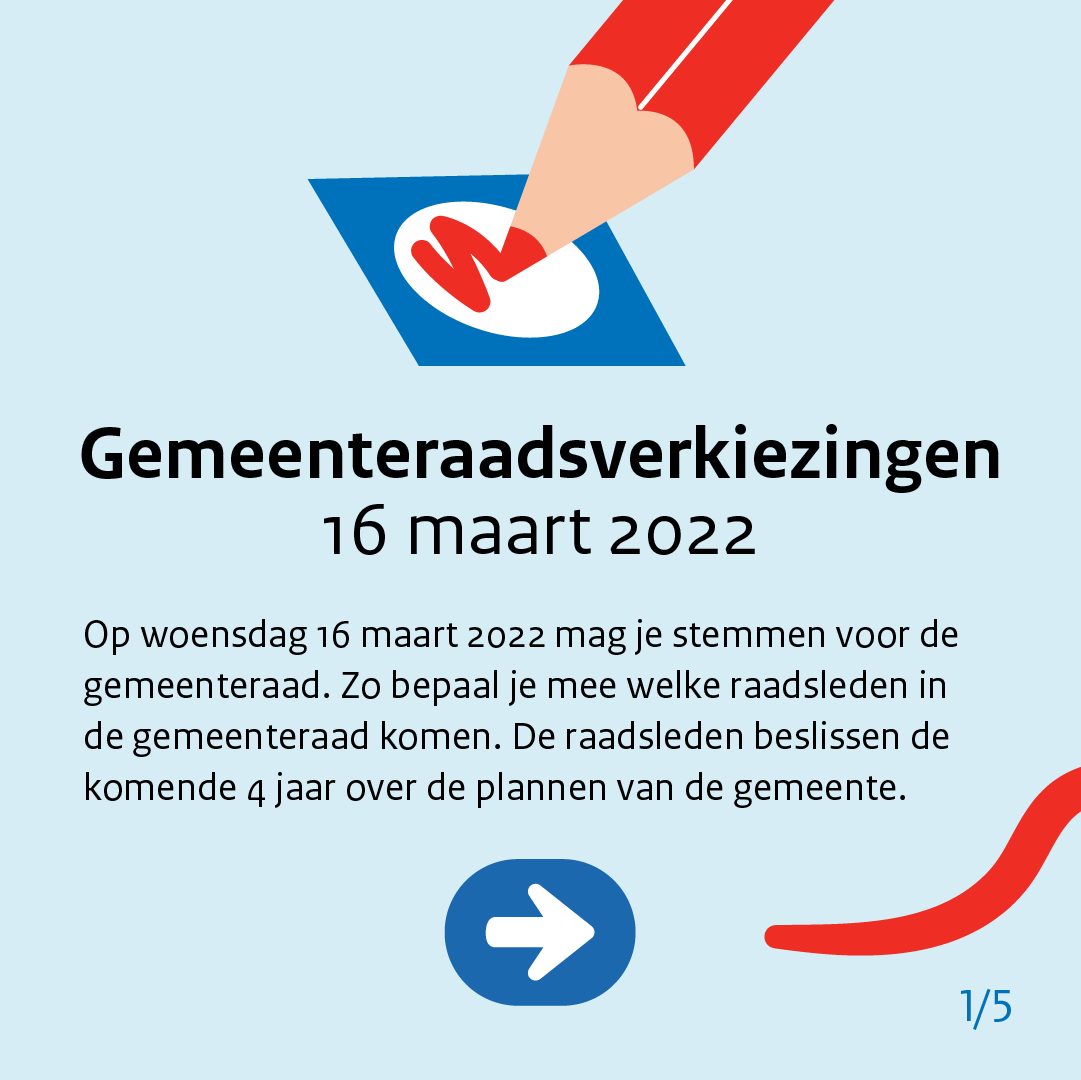 Gemeenteraadsverkiezingen
16 maart 2022
Op woensdag 16 maart 2022 mag je stemmen voor de
gemeenteraad. Zo bepaal je mee welke raadsleden in
de gemeenteraad komen. De raadsleden beslissen de
komende 4 jaar over de plannen van de gemeente.
1/5